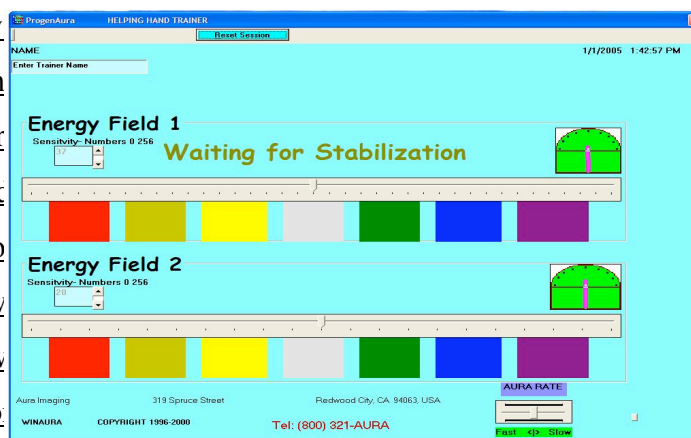 ProgenAura HELPING HAND TRAINER
Reset Session
NAME 1/1/2005 1:42:57 PM
Enter Trainer Name
Energy Field 1
Sensitvity- Numbers 0 256
37
Waiting for Stabilization
Energy Field 2
Sensitvity- Numbers 0 256
20
AURA RATE
Aura Imaging 319 Spruce Street Redwood City, CA 94063, USA
WINAURA COPYRIGHT 1996-2000 Tel: (800) 321-AURA
Fast <|> Slow